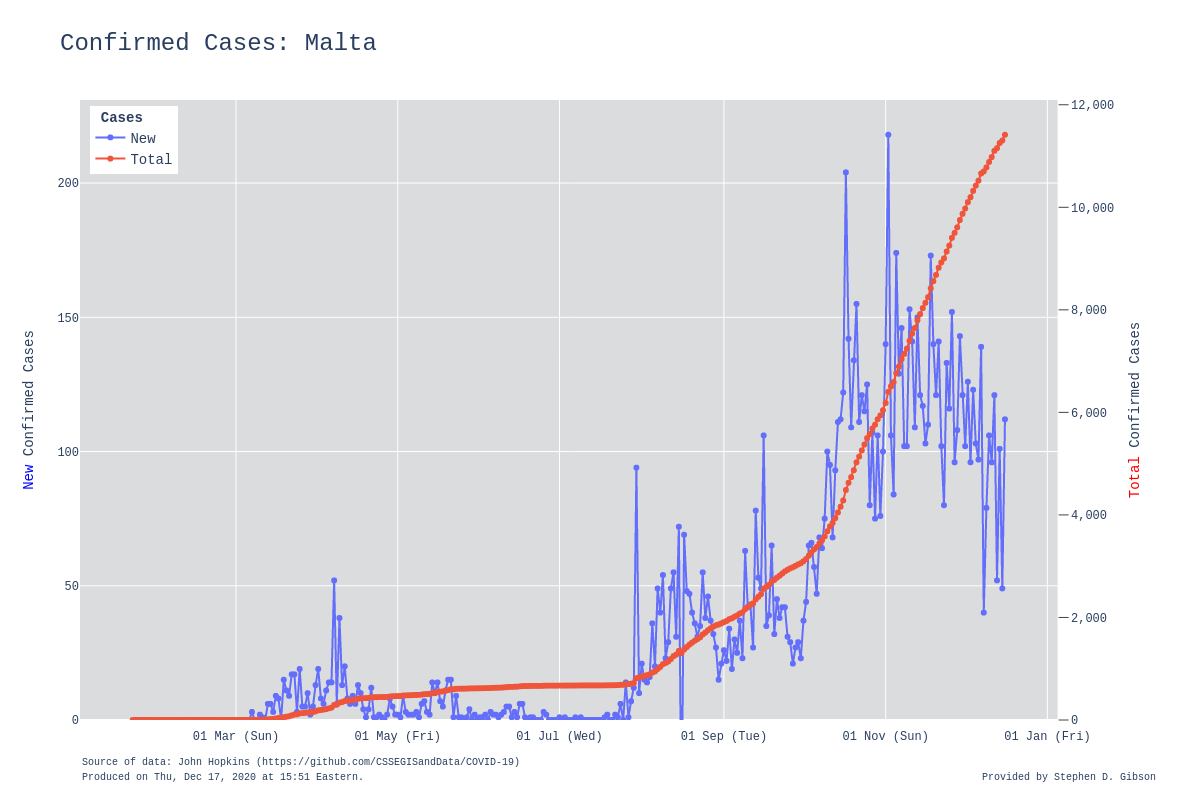 Confirmed Cases: Malta
Cases
New
Total
200
150
100
50
0
12,000
10,000
8,000
6,000
4,000
2,000
0
New Confirmed Cases
Total Confirmed Cases
01 Mar (Sun)
01 May (Fri)
01 Jul (Wed)
01 Sep (Tue)
01 Nov (Sun)
01 Jan (Fri)
Source of data: John Hopkins (https://github.com/CSSEGISandData/COVID-19)
Produced on Thu, Dec 17, 2020 at 15:51 Eastern.
Provided by Stephen D. Gibson